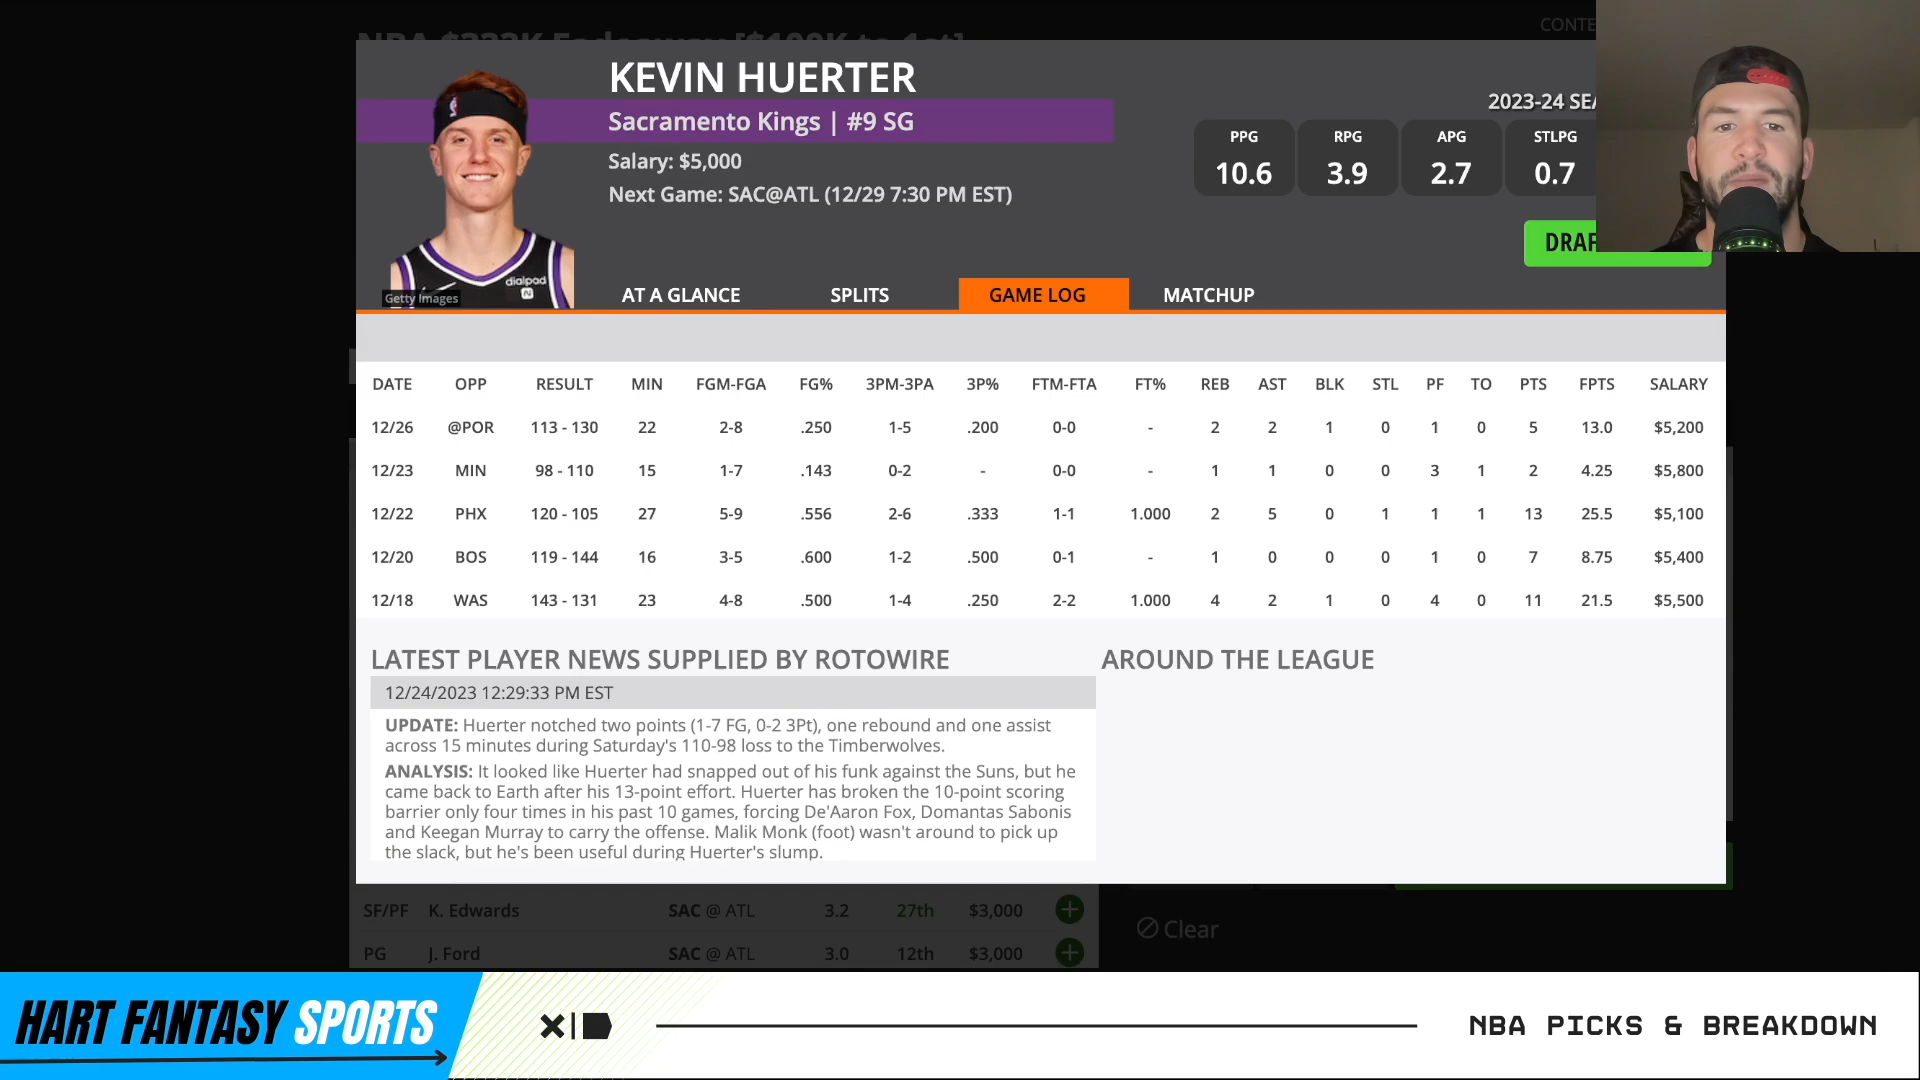 NBA $333K Fadeaway [$100K to 1st]
CONTE
KEVIN HUERTER
Sacramento Kings | #9 SG
Salary: $5,000
Next Game: SAC@ATL (12/29 7:30 PM EST)
2023-24 SEA
PPG RPG APG STLPG
10.6 3.9 2.7 0.7
DRAF
dialpad
Getty Images
AT A GLANCE SPLITS GAME LOG MATCHUP
DATE OPP RESULT MIN FGM-FGA FG% 3PM-3PA 3P% FTM-FTA FT% REB AST BLK STL PF TO PTS FPTS SALARY
12/26 @POR 113 - 130 22 2-8 .250 1-5 .200 0-0 - 2 2 1 0 1 0 5 13.0 $5,200
12/23 MIN 98 - 110 15 1-7 .143 0-2 - 0-0 - 1 1 0 0 3 1 2 4.25 $5,800
12/22 PHX 120 - 105 27 5-9 .556 2-6 .333 1-1 1.000 2 5 0 1 1 1 13 25.5 $5,100
12/20 BOS 119 - 144 16 3-5 .600 1-2 .500 0-1 - 1 0 0 0 1 0 7 8.75 $5,400
12/18 WAS 143 - 131 23 4-8 .500 1-4 .250 2-2 1.000 4 2 1 0 4 0 11 21.5 $5,500
LATEST PLAYER NEWS SUPPLIED BY ROTOWIRE
AROUND THE LEAGUE
12/24/2023 12:29:33 PM EST
UPDATE: Huerter notched two points (1-7 FG, 0-2 3Pt), one rebound and one assist
across 15 minutes during Saturday's 110-98 loss to the Timberwolves.
ANALYSIS: It looked like Huerter had snapped out of his funk against the Suns, but he
came back to Earth after his 13-point effort. Huerter has broken the 10-point scoring
barrier only four times in his past 10 games, forcing De'Aaron Fox, Domantas Sabonis
and Keegan Murray to carry the offense. Malik Monk (foot) wasn't around to pick up
the slack, but he's been useful during Huerter's slump.
SF/PF K. Edwards SAC @ ATL 3.2 27th $3,000
PG J. Ford SAC @ ATL 3.0 12th $3,000
Clear
HART FANTASY SPORTS
NBA PICKS & BREAKDOWN